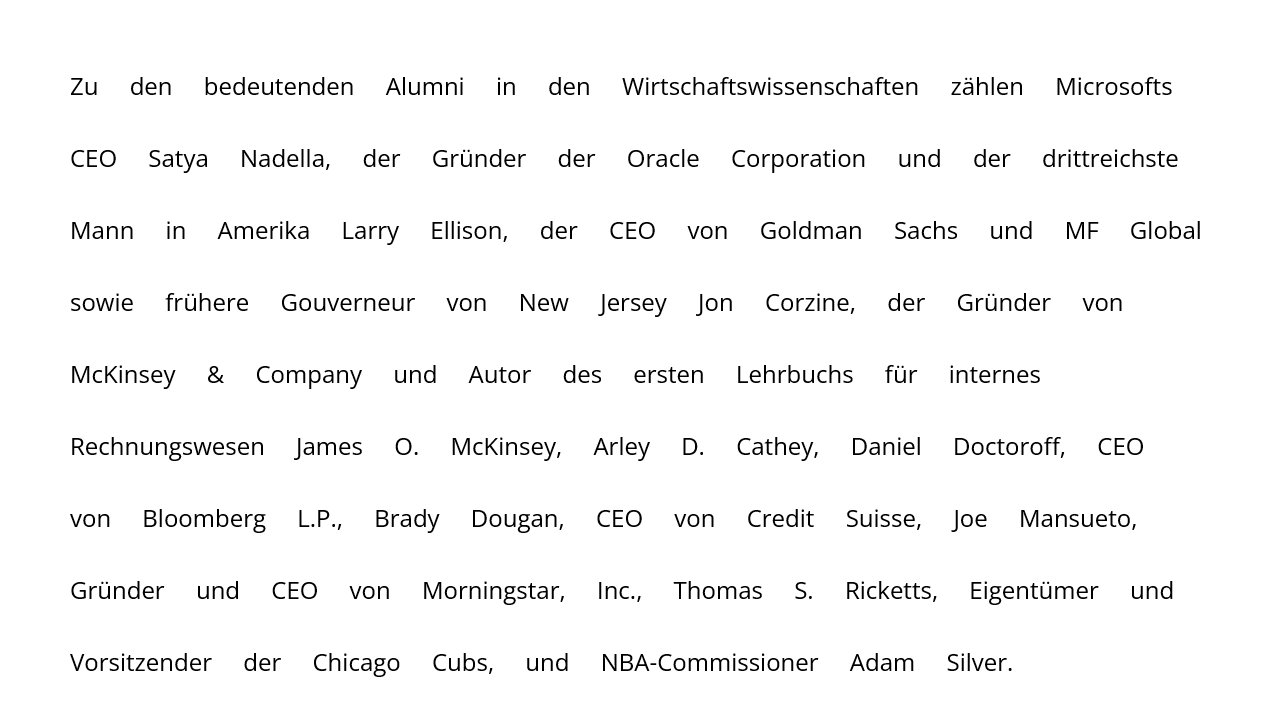 Zu den bedeutenden Alumni in den Wirtschaftswissenschaften zählen Microsofts
CEO Satya Nadella, der Gründer der Oracle Corporation und der drittreichste
Mann in Amerika Larry Ellison, der CEO von Goldman Sachs und MF Global
sowie frühere Gouverneur von New Jersey Jon Corzine, der Gründer von
McKinsey & Company und Autor des ersten Lehrbuchs für internes
Rechnungswesen James O. McKinsey, Arley D. Cathey, Daniel Doctoroff, CEO
von Bloomberg L.P., Brady Dougan, CEO von Credit Suisse, Joe Mansueto,
Gründer und CEO von Morningstar, Inc., Thomas S. Ricketts, Eigentümer und
Vorsitzender der Chicago Cubs, und NBA-Commissioner Adam Silver.